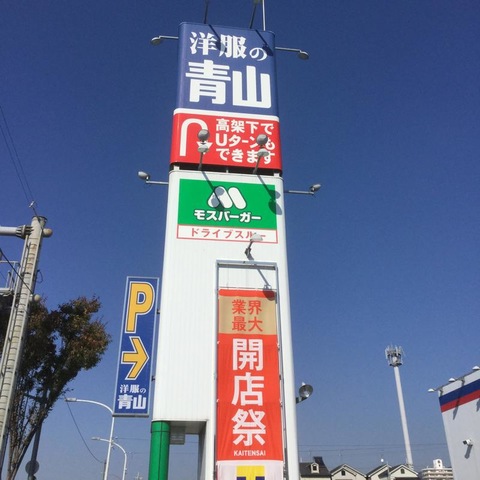 洋服の
青山
高架下で
Uターンも
できます
モスバーガー
ドライブスルー
業界
最大
開店祭
KAITENSAI
P
洋服の
青山